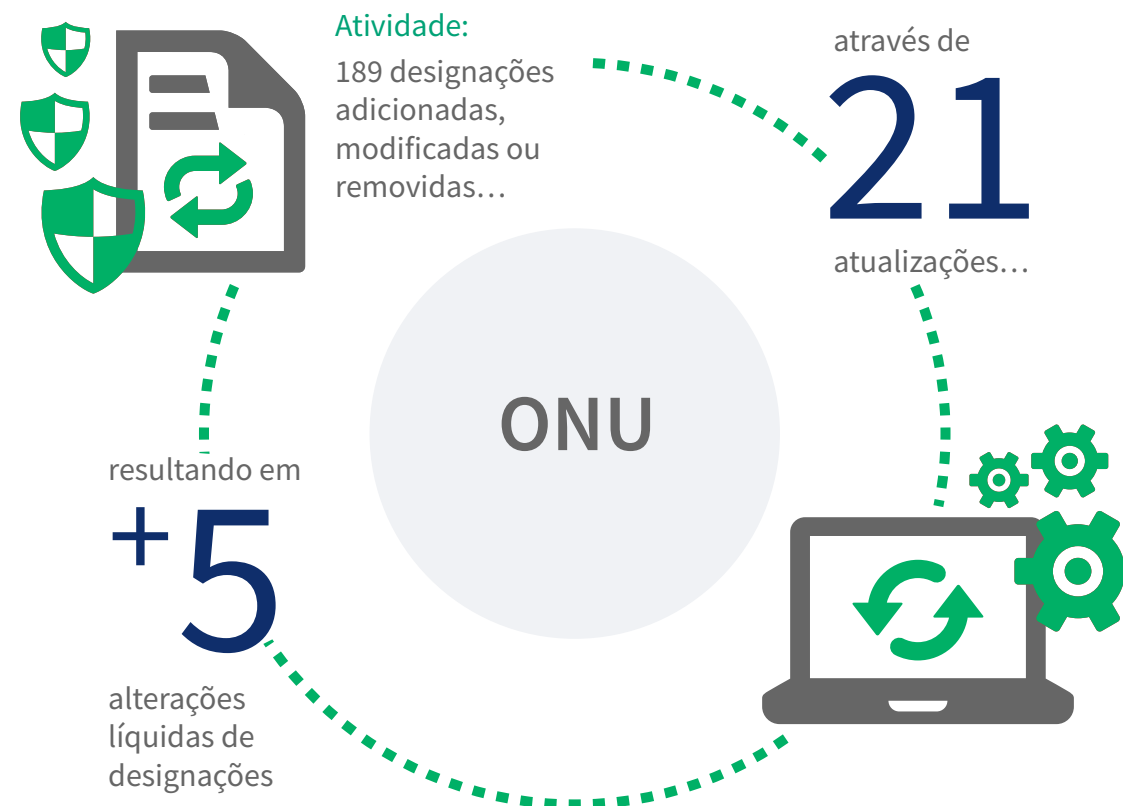 Atividade:
189 designações
adicionadas,
modificadas ou
removidas…
através de
21
atualizações…
ONU
resultando em
+5
alterações
líquidas de
designações